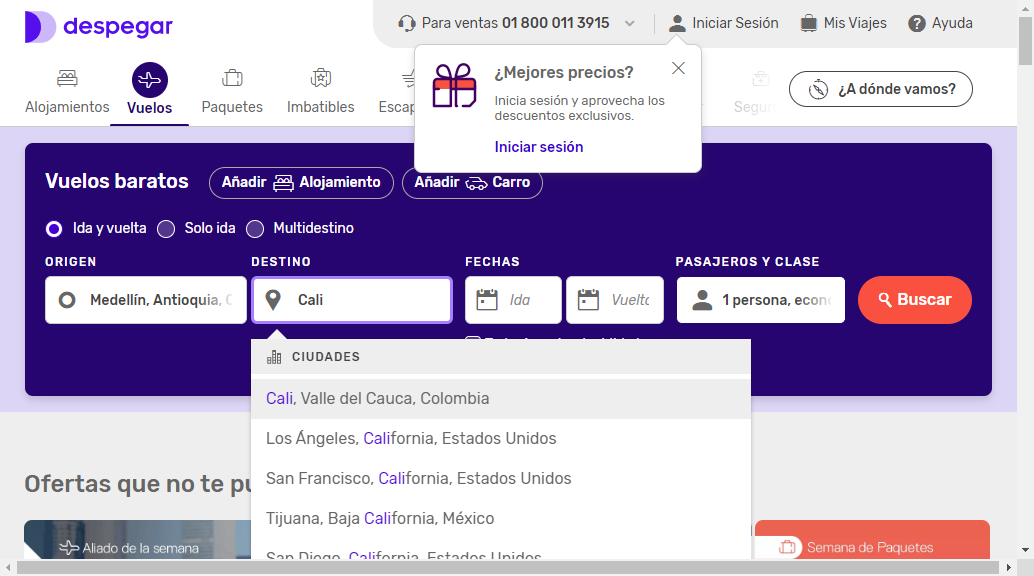 despegar
Para ventas 01 800 011 3915
Iniciar Sesión
Mis Viajes
Ayuda
Alojamientos
Vuelos
Paquetes
Imbatibles
¿A dónde vamos?
¿Mejores precios?
Inicia sesión y aprovecha los
descuentos exclusivos.
Iniciar sesión
Vuelos baratos
Añadir Alojamiento
Añadir Carro
Ida y vuelta
Solo ida
Multidestino
ORIGEN
DESTINO
FECHAS
PASAJEROS Y CLASE
Medellín, Antioquia,
Cali
Ida
Vuelta
1 persona,
Buscar
CIUDADES
Cali, Valle del Cauca, Colombia
Los Ángeles, California, Estados Unidos
San Francisco, California, Estados Unidos
Tijuana, Baja California, México
San Diego, California, Estados Unidos
Ofertas que no te
Aliado de la semana
Semana de Paquetes